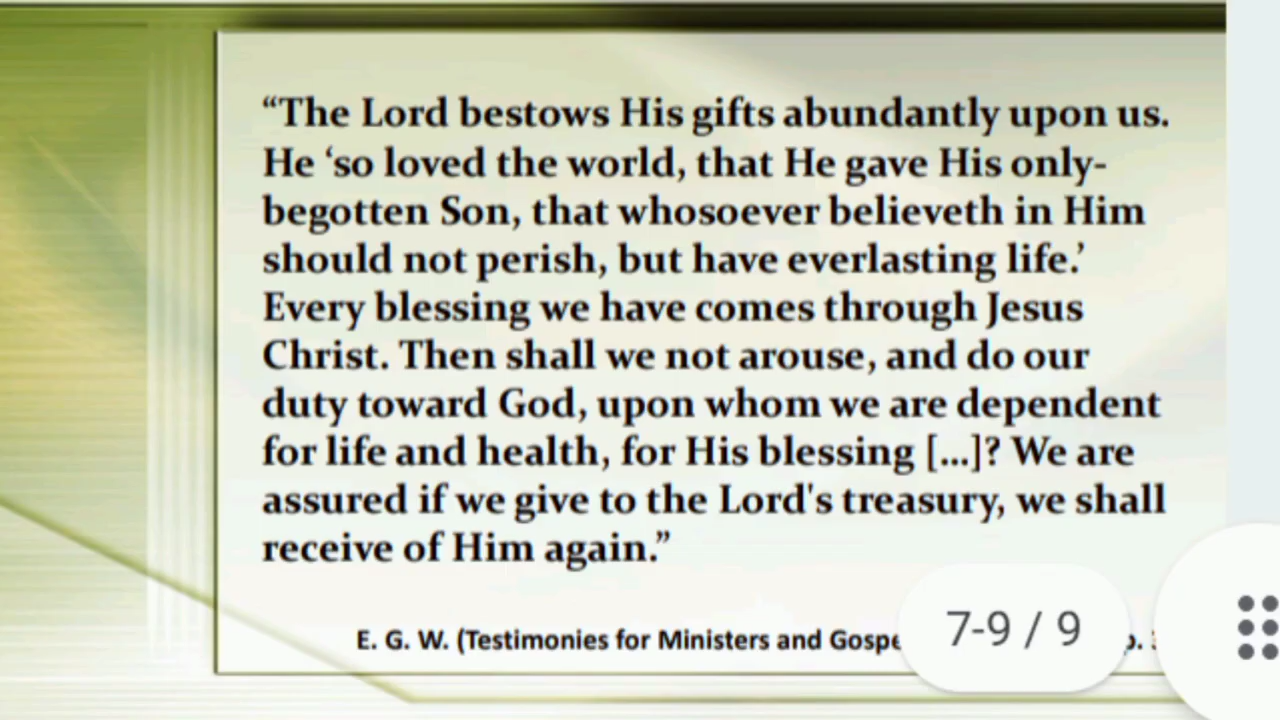 “The Lord bestows His gifts abundantly upon us.
He ‘so loved the world, that He gave His only-
begotten Son, that whosoever believeth in Him
should not perish, but have everlasting life.’
Every blessing we have comes through Jesus
Christ. Then shall we not arouse, and do our
duty toward God, upon whom we are dependent
for life and health, for His blessing [...]? We are
assured if we give to the Lord's treasury, we shall
receive of Him again.”
E. G. W. (Testimonies for Ministers and
7-9 / 9